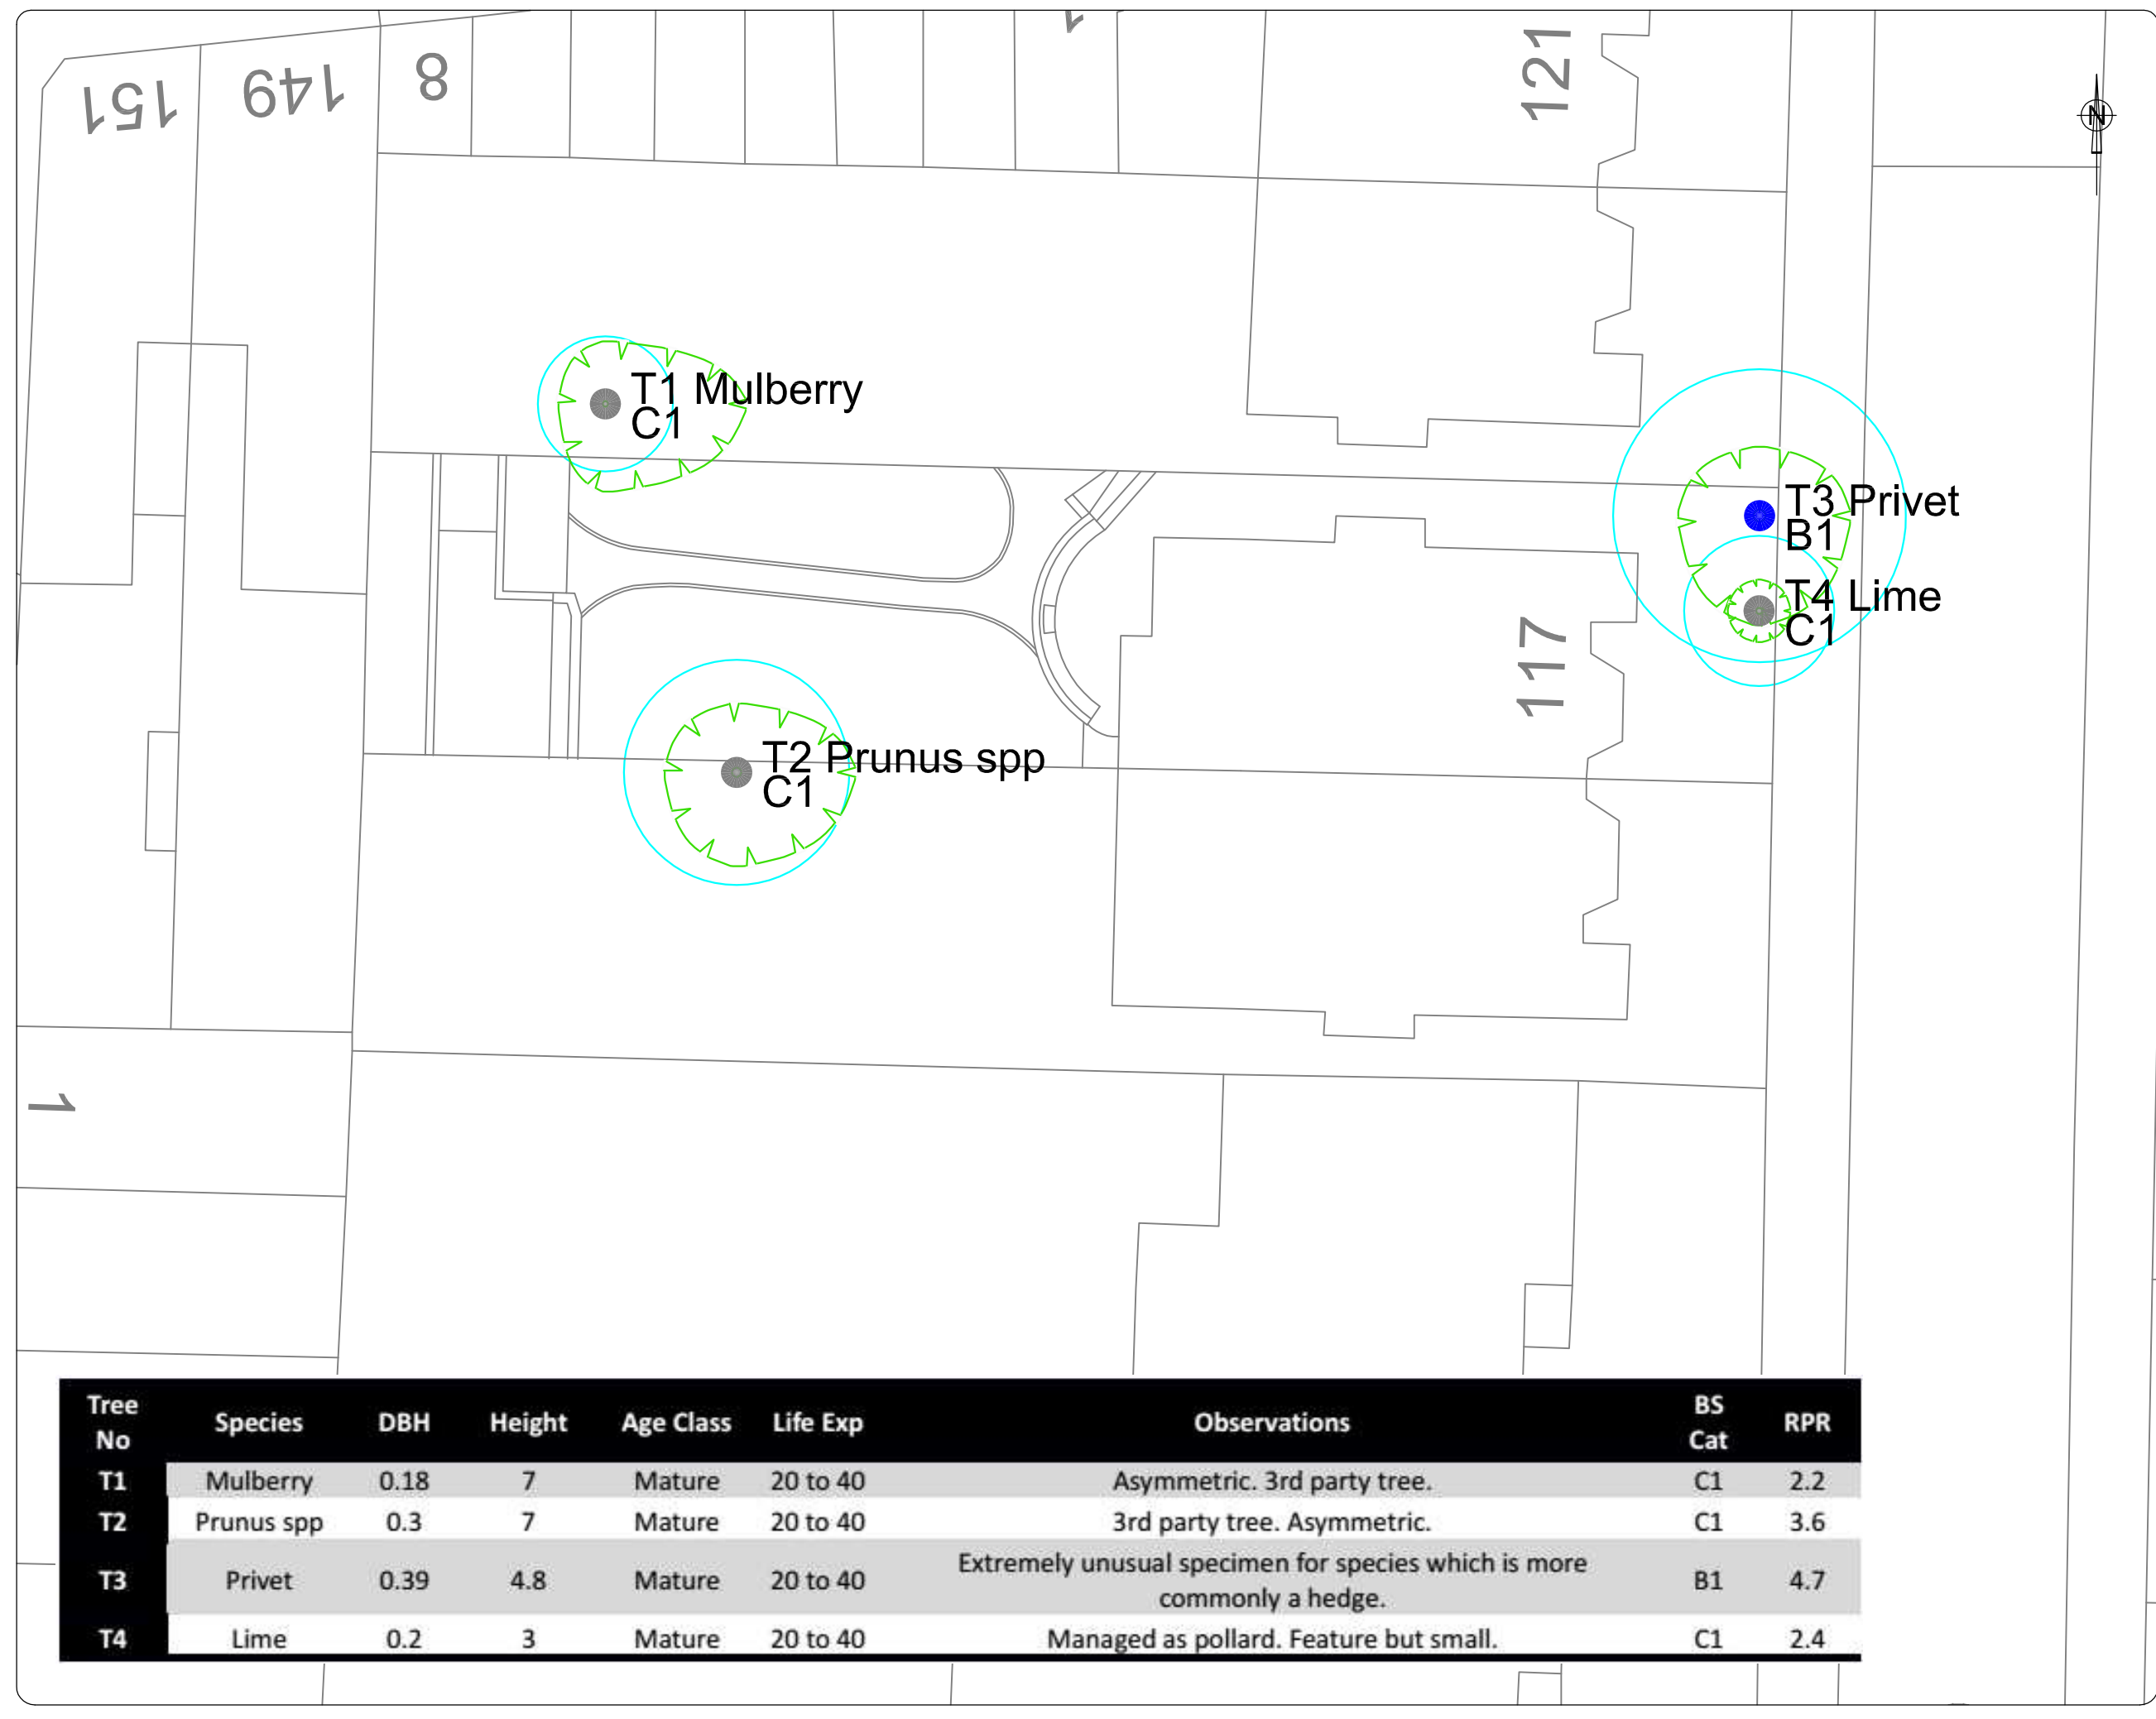 151
149
8
1
121
N
T1 Mulberry
C1
T3 Privet
B1
T4 Lime
C1
117
T2 Prunus spp
C1
1
Tree No Species DBH Height Age Class Life Exp Observations BS Cat RPR
T1 Mulberry 0.18 7 Mature 20 to 40 Asymmetric. 3rd party tree. C1 2.2
T2 Prunus spp 0.3 7 Mature 20 to 40 3rd party tree. Asymmetric. C1 3.6
T3 Privet 0.39 4.8 Mature 20 to 40 Extremely unusual specimen for species which is more commonly a hedge. B1 4.7
T4 Lime 0.2 3 Mature 20 to 40 Managed as pollard. Feature but small. C1 2.4